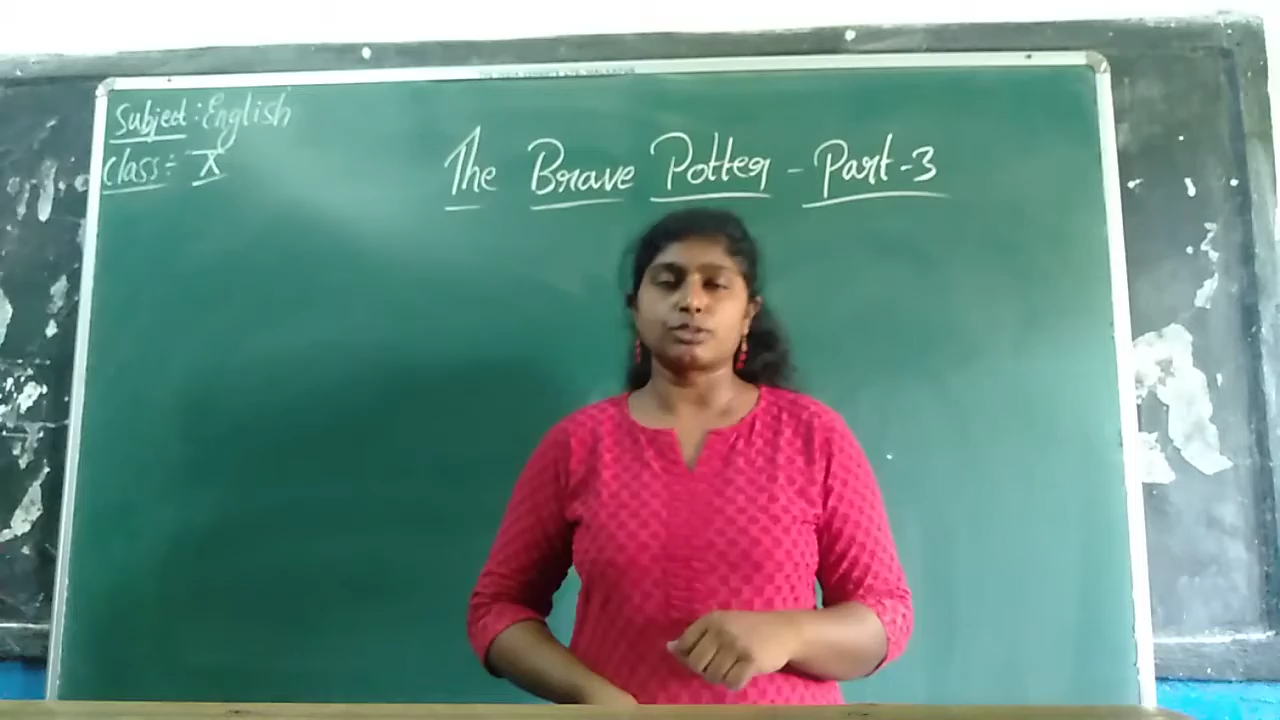 Subject : English
Class :- X
The Brave Potter - Part-3